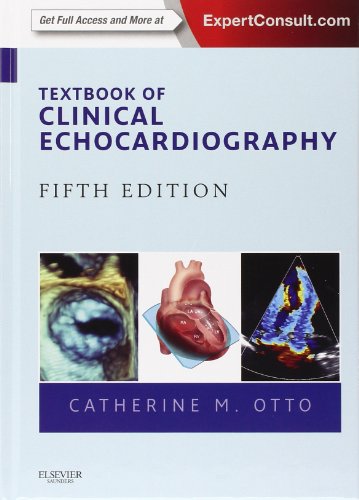 Get Full Access and More at
ExpertConsult.com
TEXTBOOK OF
CLINICAL
ECHOCARDIOGRAPHY
FIFTH EDITION
CATHERINE M. OTTO
ELSEVIER
SAUNDERS